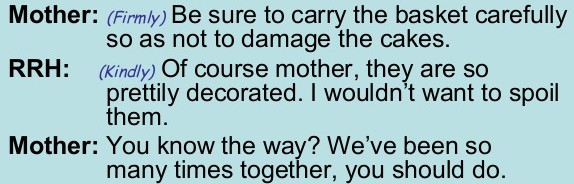 Mother: (Firmly) Be sure to carry the basket carefully
so as not to damage the cakes.
RRH: (Kindly) Of course mother, they are so
prettily decorated. I wouldn't want to spoil
them.
Mother: You know the way? We've been so
many times together, you should do.